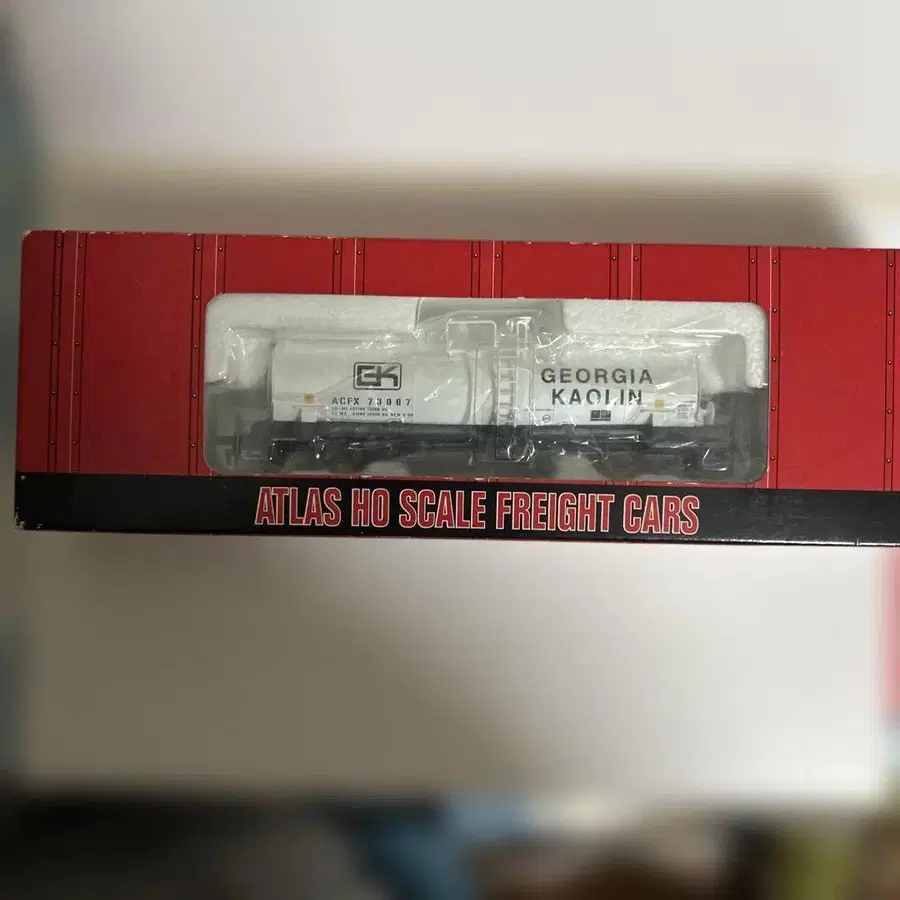 GK
GEORGIA
KAOLIN
ACFX 73007
ATLAS HO SCALE FREIGHT CARS